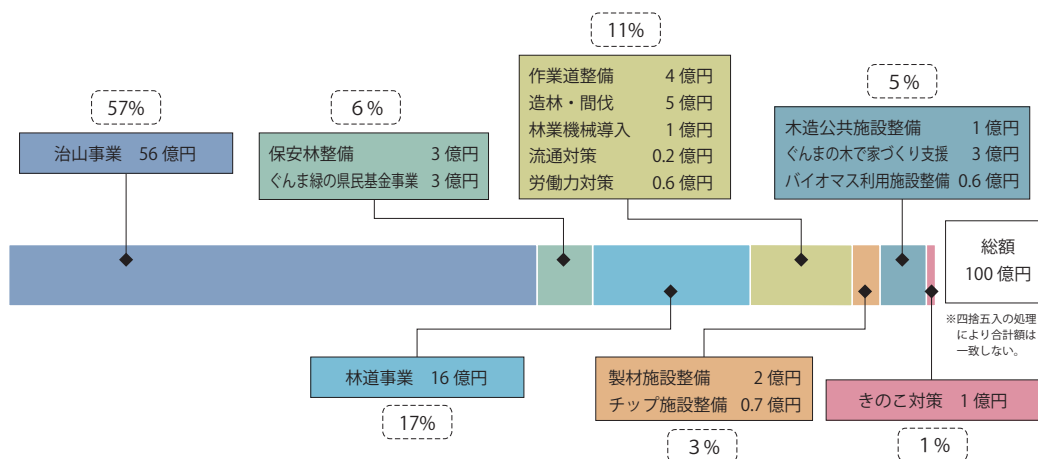 57%
治山事業 56 億円
6 %
保安林整備 3 億円
ぐんま緑の県民基金事業 3 億円
11%
作業道整備 4 億円
造林・間伐 5 億円
林業機械導入 1 億円
流通対策 0.2 億円
労働力対策 0.6 億円
5 %
木造公共施設整備 1 億円
ぐんまの木で家づくり支援 3 億円
バイオマス利用施設整備 0.6 億円
総額
100 億円
※四捨五入の処理
により合計額は
一致しない。
林道事業 16 億円
17%
製材施設整備 2 億円
チップ施設整備 0.7 億円
3 %
きのこ対策 1 億円
1 %